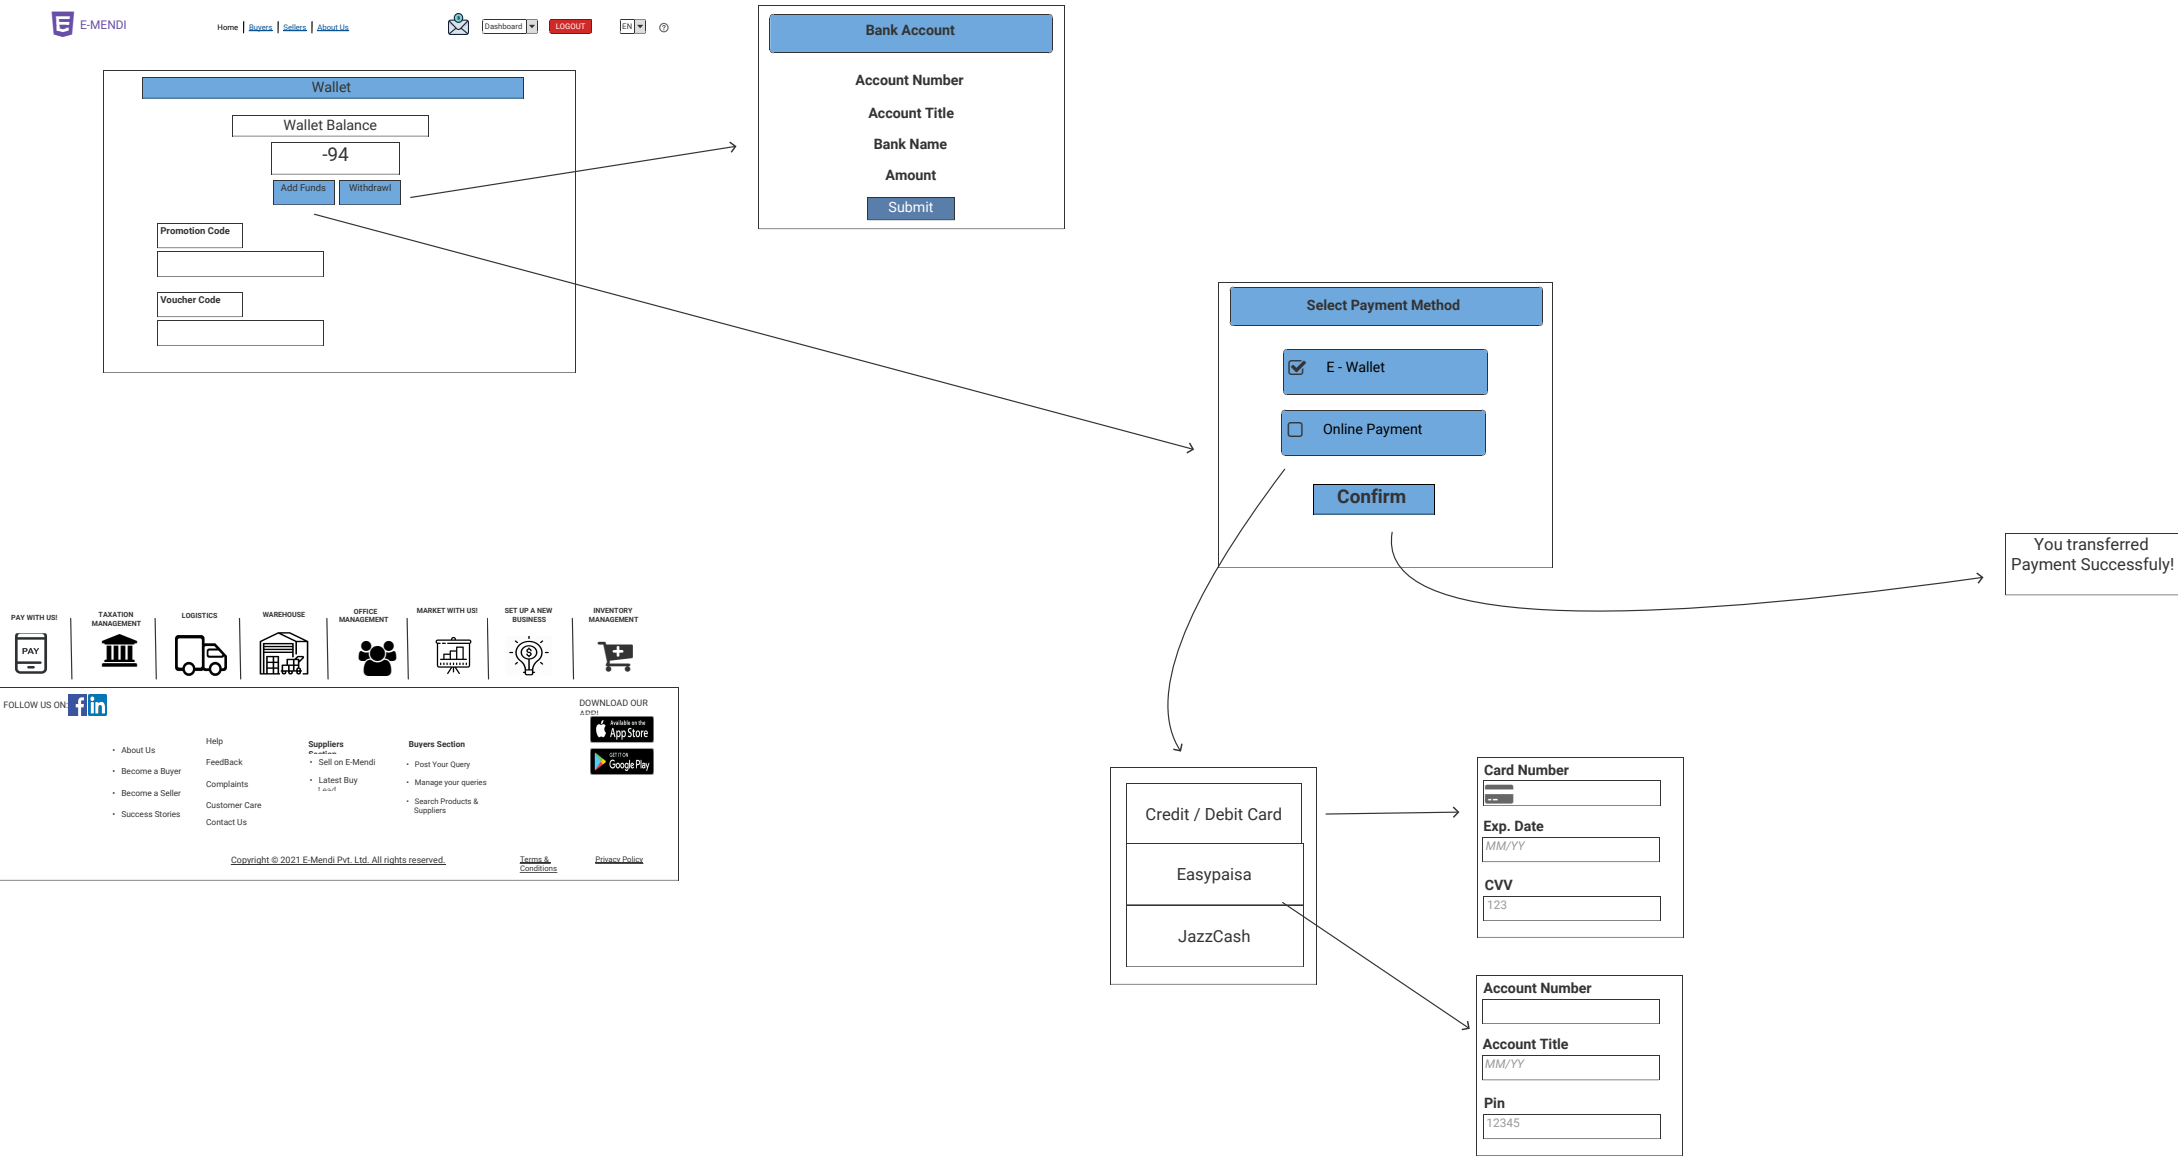 E-MENDI
Home
Buyers
Sellers
About Us
Dashboard
LOGOUT
EN
Wallet
Wallet Balance
-94
Add Funds
Withdrawl
Promotion Code
Voucher Code
Bank Account
Account Number
Account Title
Bank Name
Amount
Submit
Select Payment Method
E - Wallet
Online Payment
Confirm
You transferred
Payment Successfuly!
PAY WITH US!
PAY
TAXATION
MANAGEMENT
LOGISTICS
WAREHOUSE
OFFICE
MANAGEMENT
MARKET WITH US!
SET UP A NEW
BUSINESS
INVENTORY
MANAGEMENT
FOLLOW US ON:
DOWNLOAD OUR
APP!
Available on the
App Store
GET IT ON
Google Play
• About Us
• Become a Buyer
• Become a Seller
• Success Stories
Help
FeedBack
Complaints
Customer Care
Contact Us
Suppliers
Section
• Sell on E-Mendi
• Latest Buy
Lead
Buyers Section
• Post Your Query
• Manage your queries
• Search Products &
Suppliers
Copyright © 2021 E-Mendi Pvt. Ltd. All rights reserved.
Terms &
Conditions
Privacy Policy
Credit / Debit Card
Easypaisa
JazzCash
Card Number
Exp. Date
MM/YY
CVV
123
Account Number
Account Title
MM/YY
Pin
12345